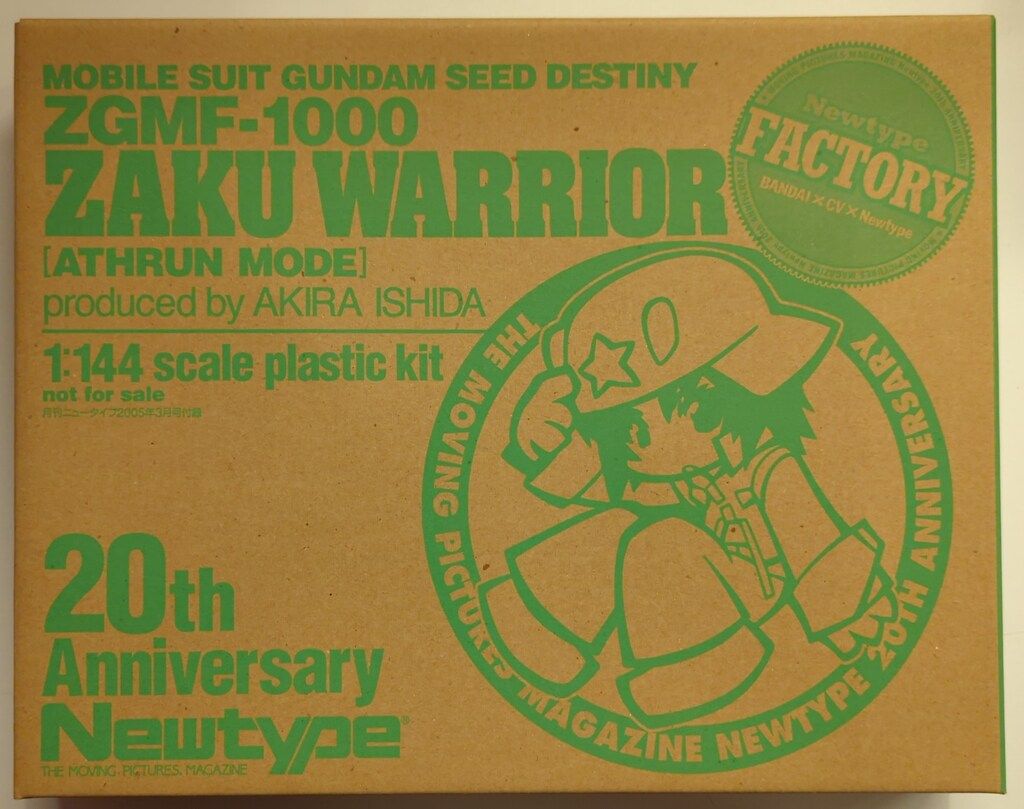 MOBILE SUIT GUNDAM SEED DESTINY
ZGMF-1000
ZAKU WARRIOR
[ATHRUN MODE]
produced by AKIRA ISHIDA
1:144 scale plastic kit
not for sale
月刊ニュータイプ2005年3月号付録
Newtype
FACTORY
BANDAI×CV×Newtype
THE MOVING PICTURES MAGAZINE NEWTYPE 20TH ANNIVERSARY
20th
Anniversary
Newtype®
THE MOVING PICTURES MAGAZINE